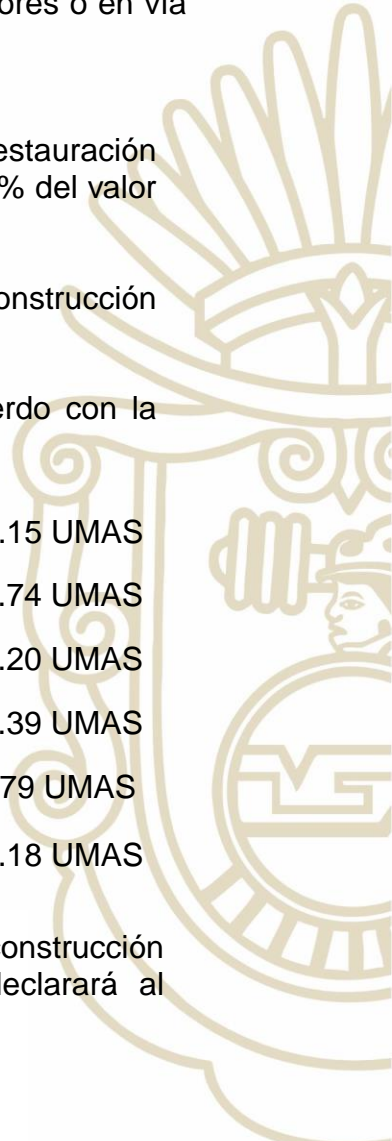 ores o en vía
estauración
% del valor
onstrucción
erdo con la
.15 UMAS
.74 UMAS
.20 UMAS
.39 UMAS
79 UMAS
.18 UMAS
construcción
declarará al